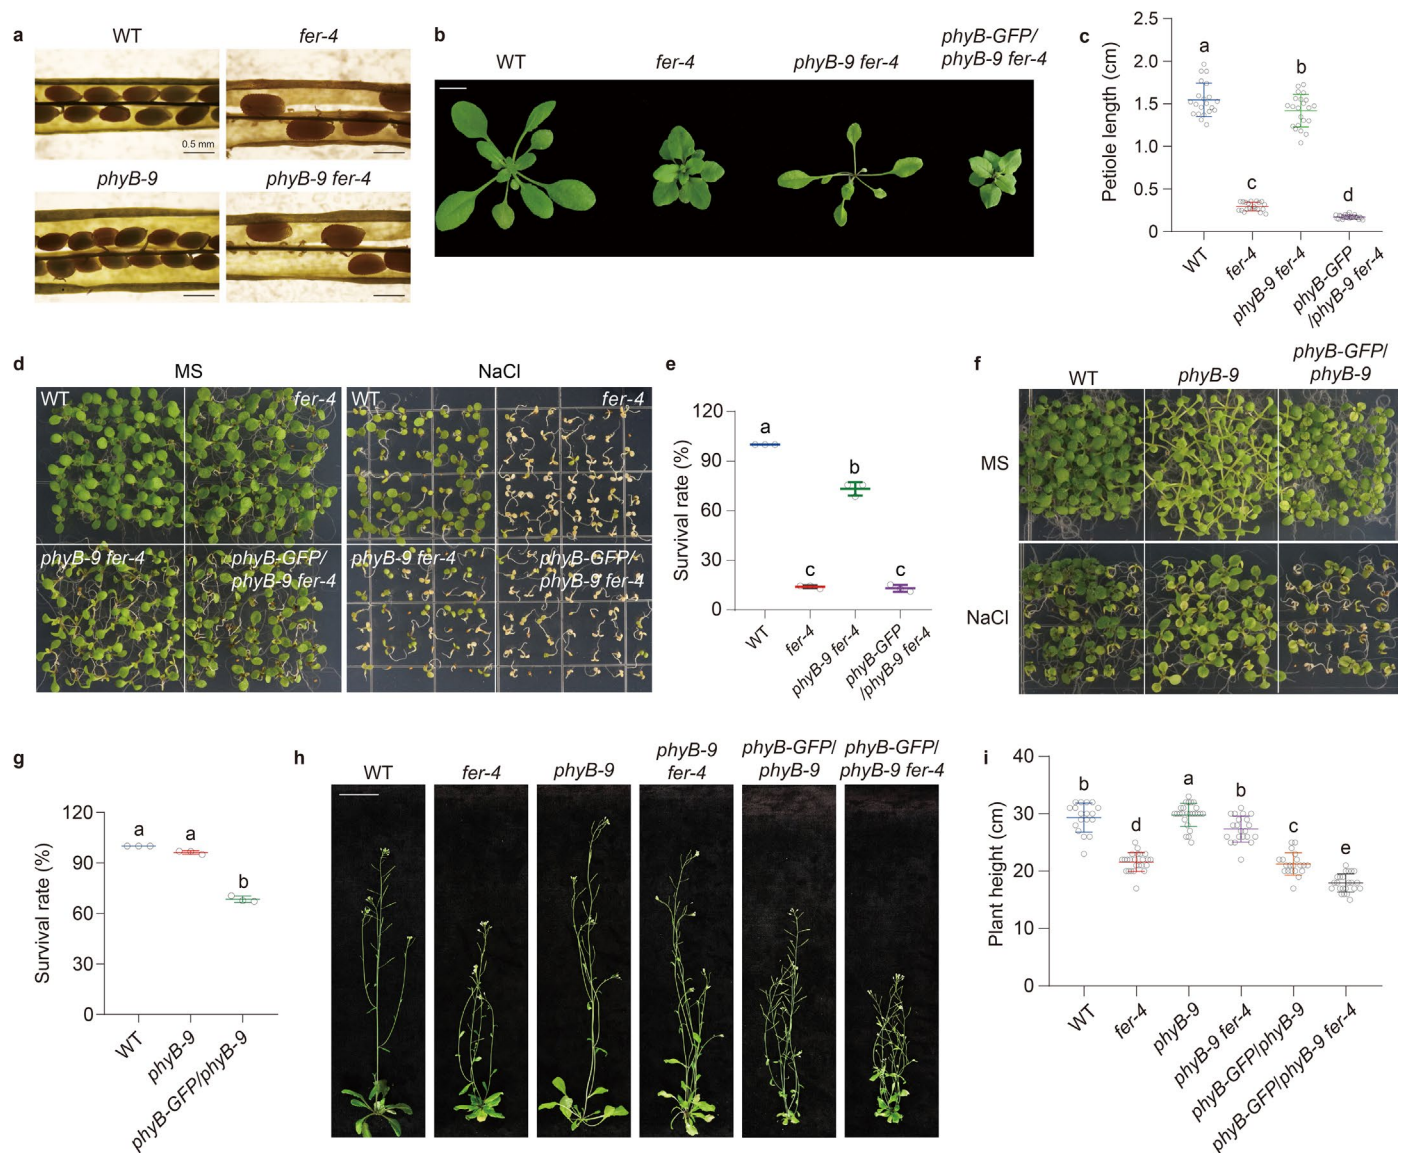 a
WT
fer-4
0.5 mm
phyB-9
phyB-9 fer-4
b
WT
fer-4
phyB-9 fer-4
phyB-GFP/
phyB-9 fer-4
c
Petiole length (cm)
2.5
2.0
1.5
1.0
0.5
0
a
c
b
d
WT
fer-4
phyB-9 fer-4
phyB-GFP
/phyB-9 fer-4
d
MS
NaCl
WT
fer-4
WT
fer-4
phyB-9 fer-4
phyB-GFP/
phyB-9 fer-4
phyB-9 fer-4
phyB-GFP/
phyB-9 fer-4
e
Survival rate (%)
120
90
60
30
0
a
c
b
c
WT
fer-4
phyB-9 fer-4
phyB-GFP
/phyB-9 fer-4
f
WT
phyB-9
phyB-GFP/
phyB-9
MS
NaCl
g
Survival rate (%)
120
90
60
30
0
a
a
b
WT
phyB-9
phyB-GFP/phyB-9
h
WT
fer-4
phyB-9
phyB-9
fer-4
phyB-GFP/
phyB-9
phyB-GFP/
phyB-9 fer-4
i
Plant height (cm)
40
30
20
10
0
b
d
a
b
c
e
WT
fer-4
phyB-9
phyB-9 fer-4
phyB-GFP/phyB-9
phyB-GFP/phyB-9 fer-4